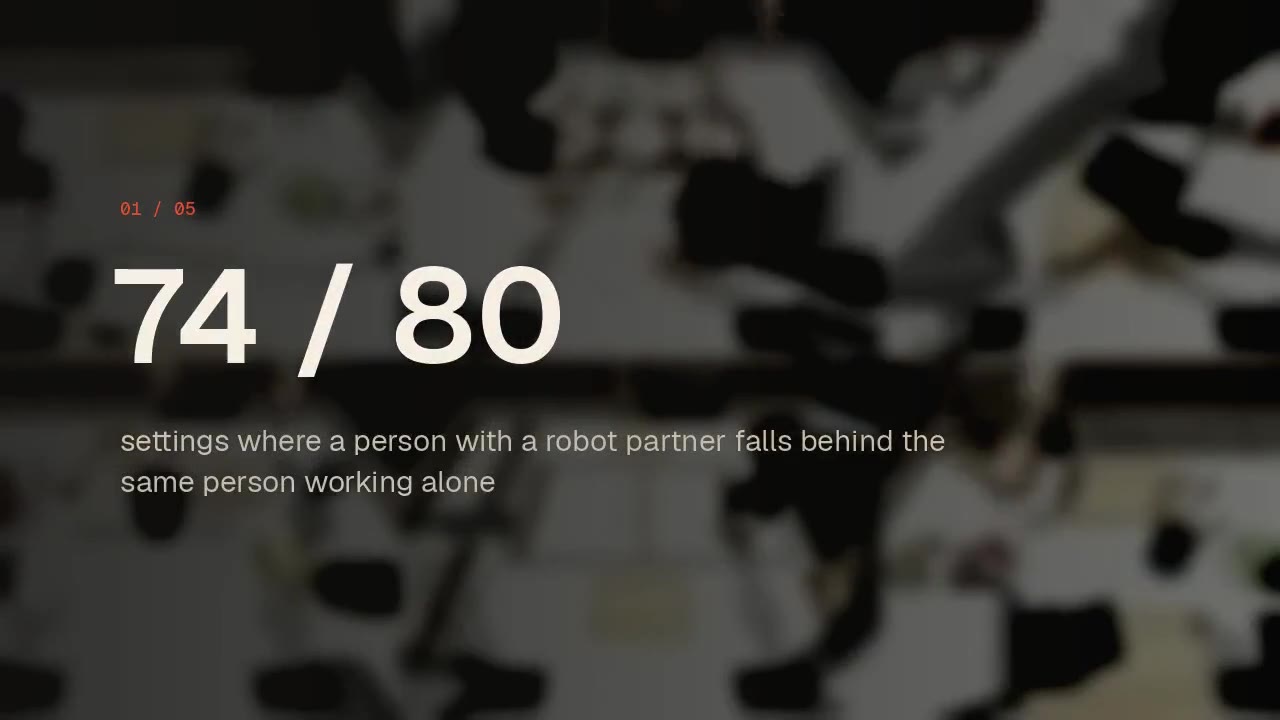 01 / 05
74 / 80
settings where a person with a robot partner falls behind the
same person working alone